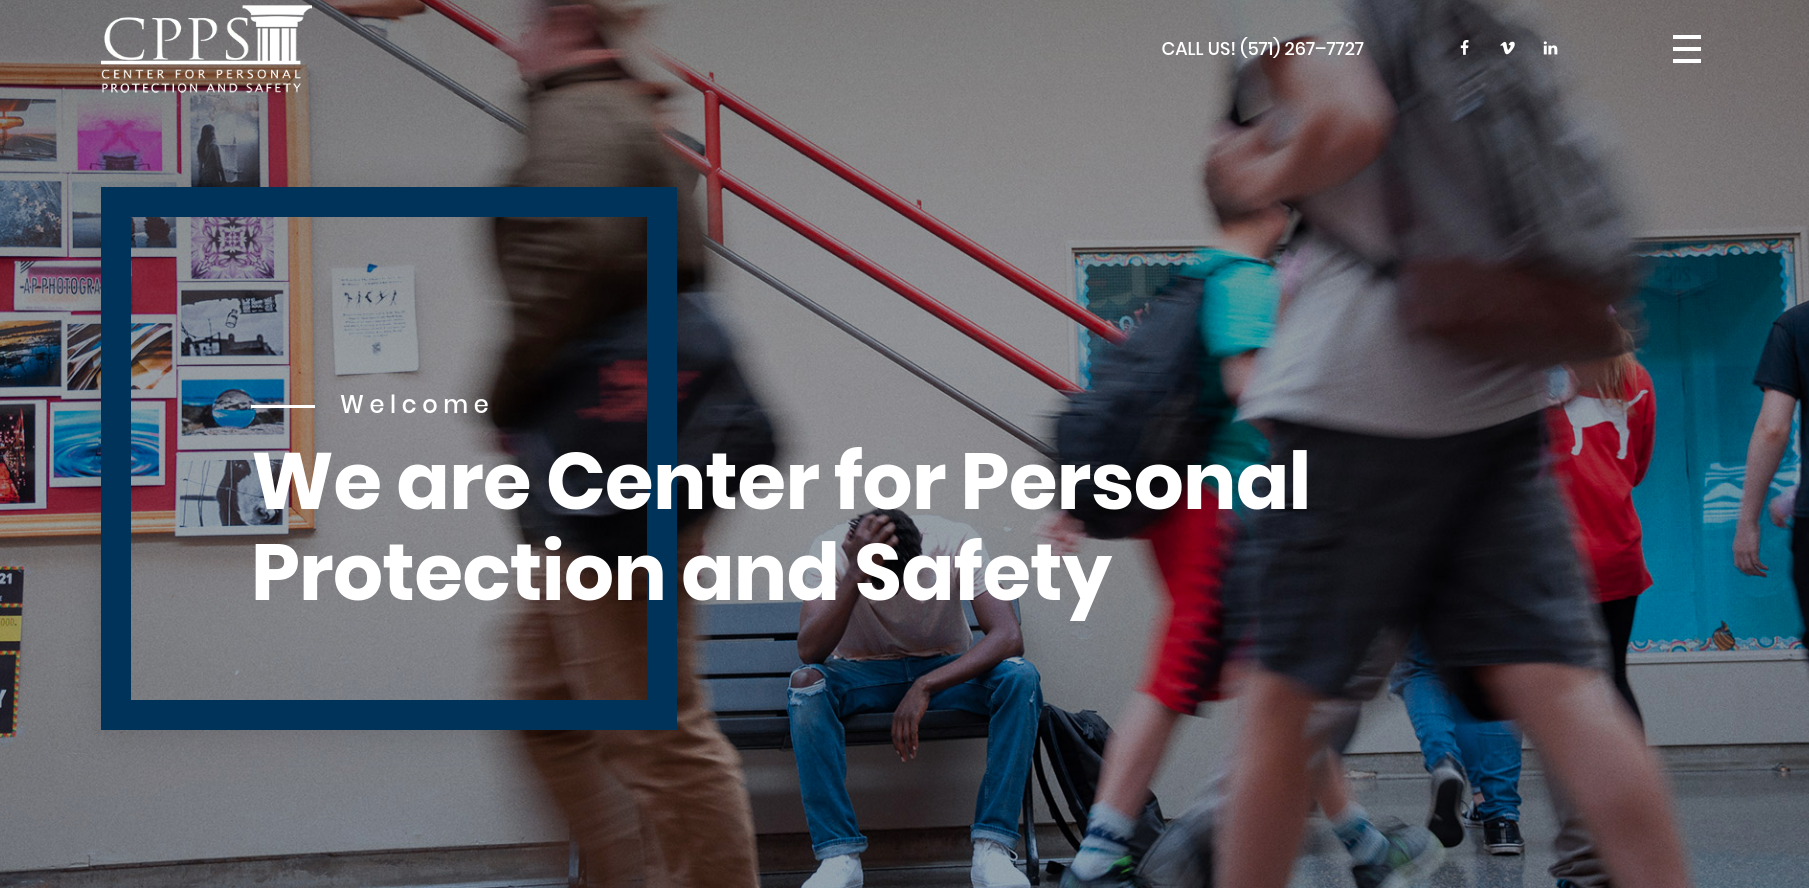 CPPS
CENTER FOR PERSONAL
PROTECTION AND SAFETY
CALL US! (571) 267–7727
AP PHOTOGRA
Welcome
We are Center for Personal
Protection and Safety
21